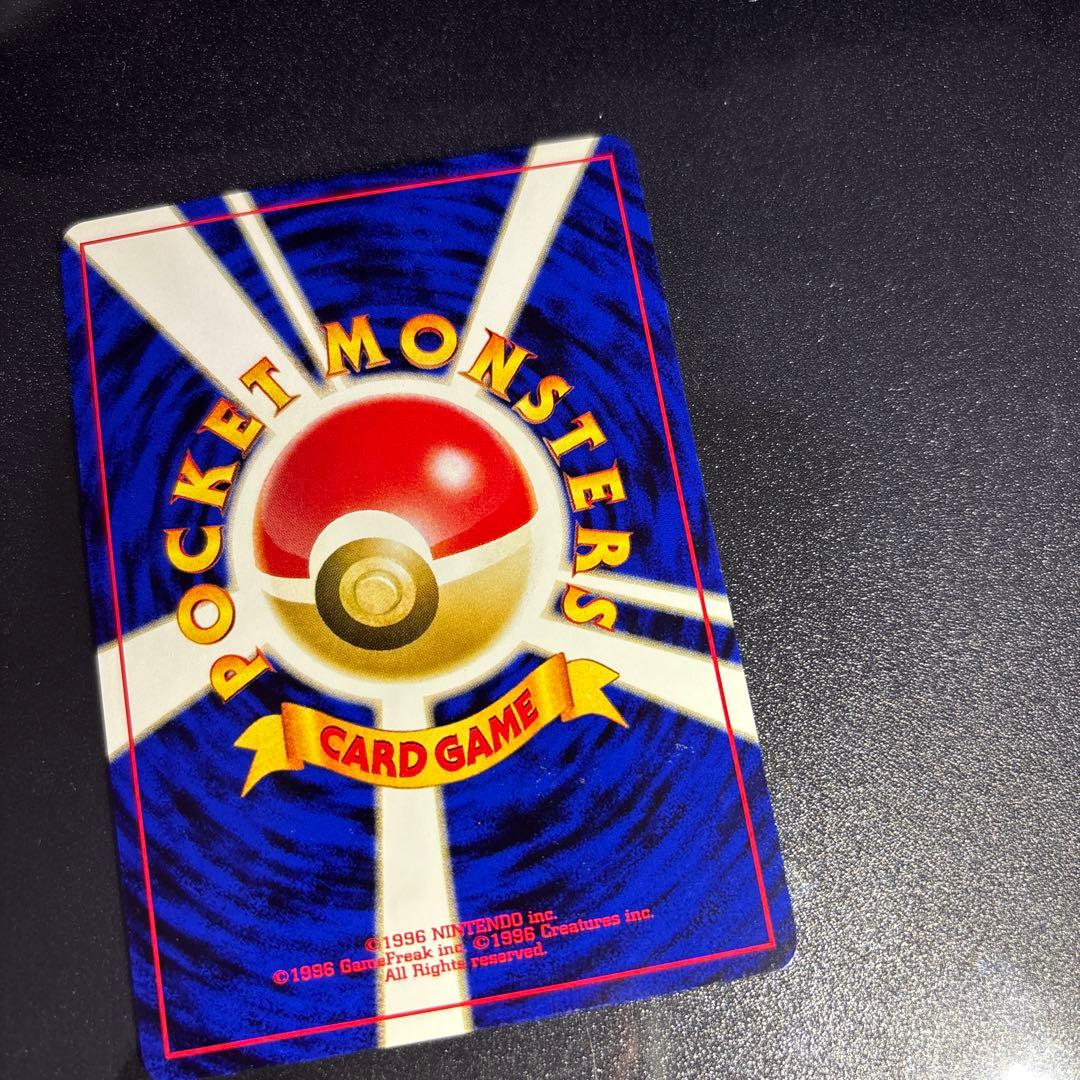 POCKET MONSTERS
CARD GAME
©1996 NINTENDO inc.
©1996 GameFreak inc. ©1996 Creatures inc.
All Rights reserved.